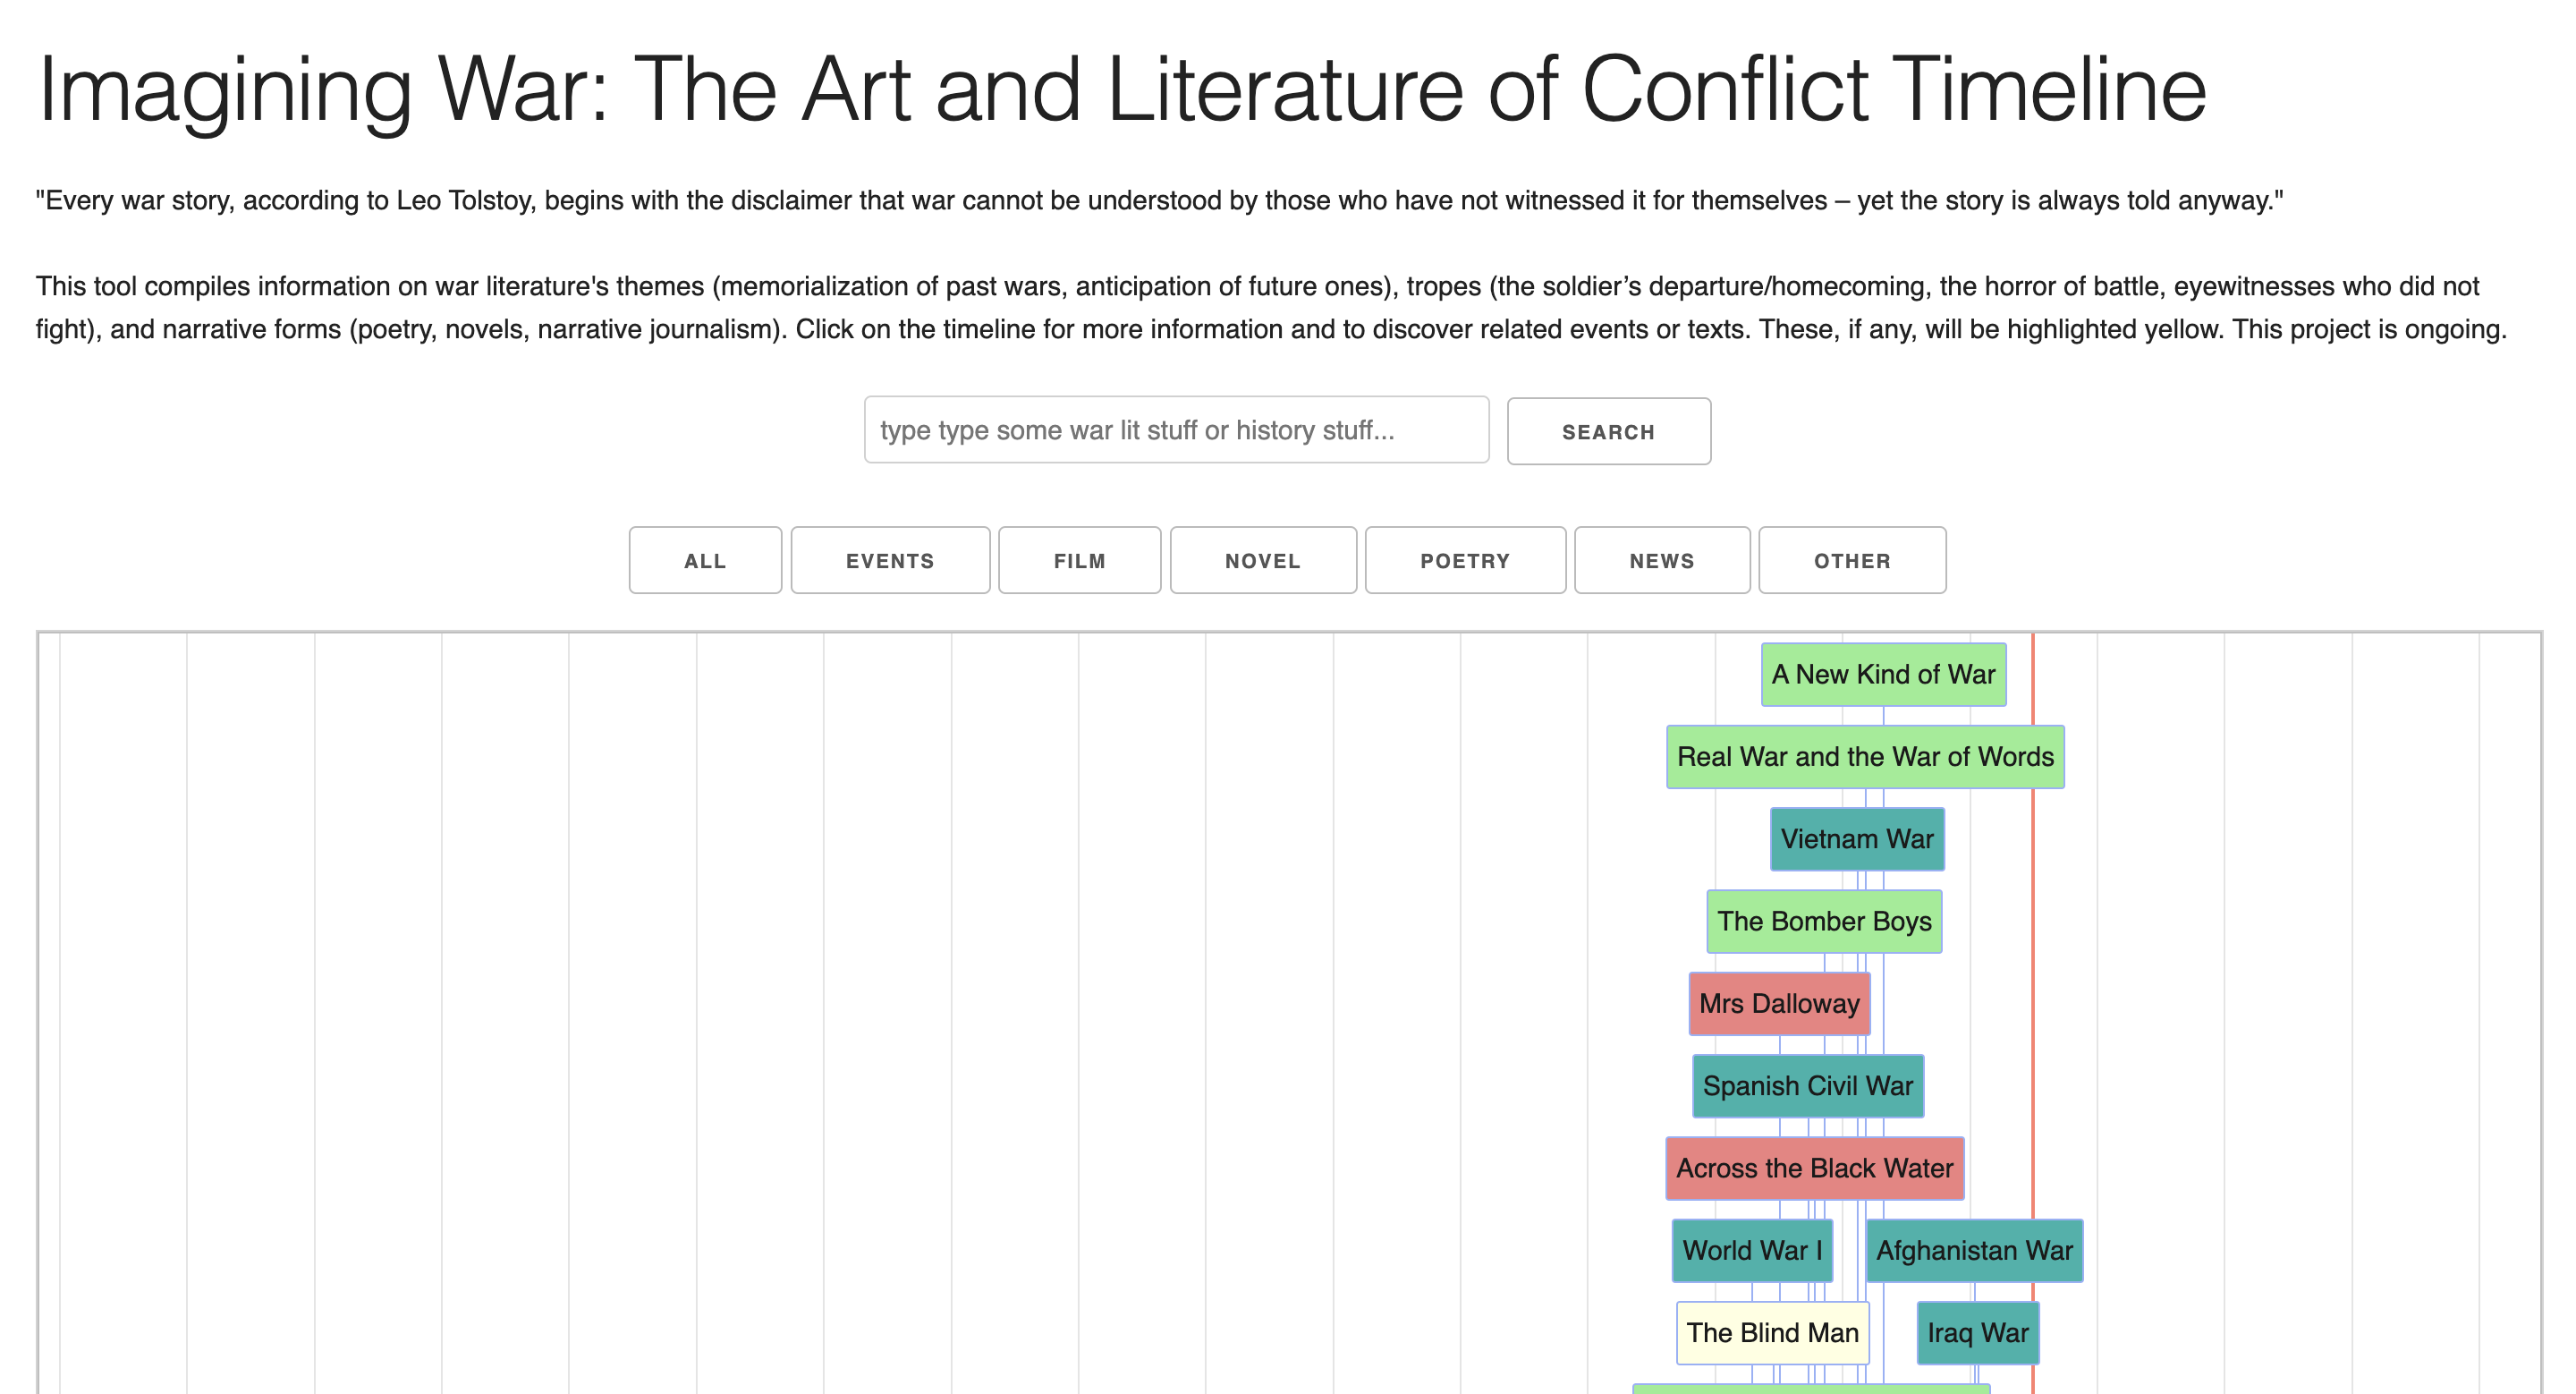 Imagining War: The Art and Literature of Conflict Timeline
"Every war story, according to Leo Tolstoy, begins with the disclaimer that war cannot be understood by those who have not witnessed it for themselves – yet the story is always told anyway."
This tool compiles information on war literature's themes (memorialization of past wars, anticipation of future ones), tropes (the soldier’s departure/homecoming, the horror of battle, eyewitnesses who did not
fight), and narrative forms (poetry, novels, narrative journalism). Click on the timeline for more information and to discover related events or texts. These, if any, will be highlighted yellow. This project is ongoing.
type type some war lit stuff or history stuff... SEARCH
ALL EVENTS FILM NOVEL POETRY NEWS OTHER
A New Kind of War
Real War and the War of Words
Vietnam War
The Bomber Boys
Mrs Dalloway
Spanish Civil War
Across the Black Water
World War I Afghanistan War
The Blind Man Iraq War